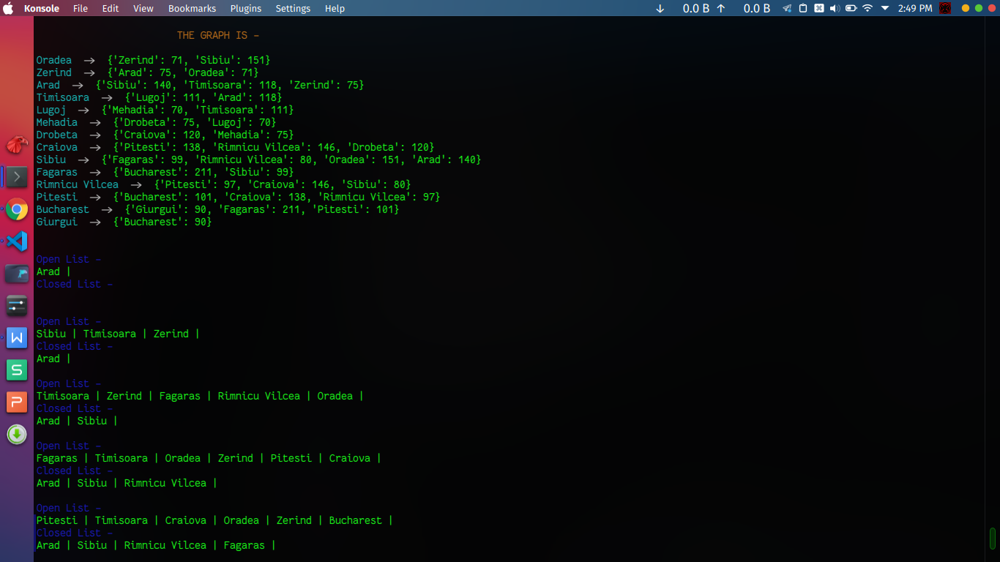 Konsole File Edit View Bookmarks Plugins Settings Help ↓ 0.0 B ↑ 0.0 B 2:49 PM
THE GRAPH IS -
Oradea → {'Zerind': 71, 'Sibiu': 151}
Zerind → {'Arad': 75, 'Oradea': 71}
Arad → {'Sibiu': 140, 'Timisoara': 118, 'Zerind': 75}
Timisoara → {'Lugoj': 111, 'Arad': 118}
Lugoj → {'Mehadia': 70, 'Timisoara': 111}
Mehadia → {'Drobeta': 75, 'Lugoj': 70}
Drobeta → {'Craiova': 120, 'Mehadia': 75}
Craiova → {'Pitesti': 138, 'Rimnicu Vilcea': 146, 'Drobeta': 120}
Sibiu → {'Fagaras': 99, 'Rimnicu Vilcea': 80, 'Oradea': 151, 'Arad': 140}
Fagaras → {'Bucharest': 211, 'Sibiu': 99}
Rimnicu Vilcea → {'Pitesti': 97, 'Craiova': 146, 'Sibiu': 80}
Pitesti → {'Bucharest': 101, 'Craiova': 138, 'Rimnicu Vilcea': 97}
Bucharest → {'Giurgui': 90, 'Fagaras': 211, 'Pitesti': 101}
Giurgui → {'Bucharest': 90}
Open List -
Arad |
Closed List -
Open List -
Sibiu | Timisoara | Zerind |
Closed List -
Arad |
Open List -
Timisoara | Zerind | Fagaras | Rimnicu Vilcea | Oradea |
Closed List -
Arad | Sibiu |
Open List -
Fagaras | Timisoara | Oradea | Zerind | Pitesti | Craiova |
Closed List -
Arad | Sibiu | Rimnicu Vilcea |
Open List -
Pitesti | Timisoara | Craiova | Oradea | Zerind | Bucharest |
Closed List -
Arad | Sibiu | Rimnicu Vilcea | Fagaras |